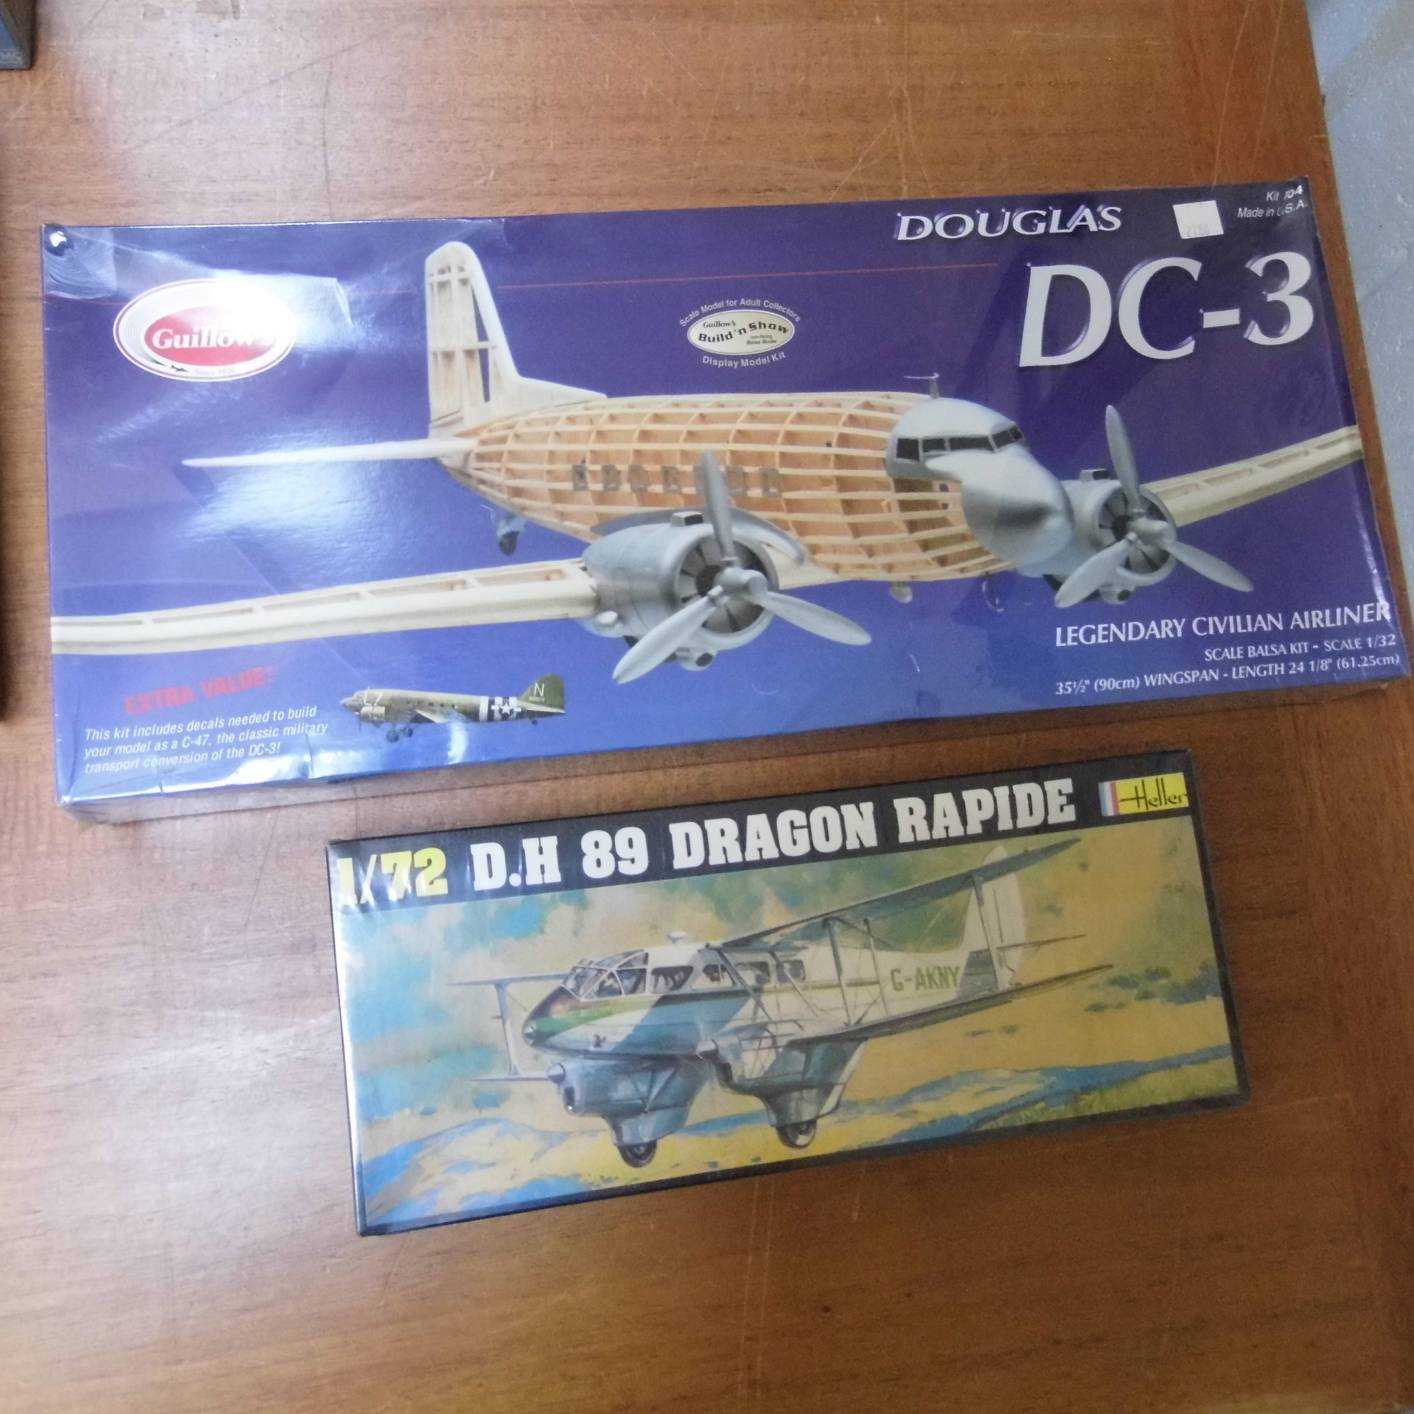 Guillow's
DOUGLAS
DC-3
Made in U.S.A.
Scale Model for Adult Collectors
Guillow's
Build 'n Show
Display Model Kit
LEGENDARY CIVILIAN AIRLINER
SCALE BALSA KIT - SCALE 1/32
35½" (90cm) WINGSPAN - LENGTH 24 1/8" (61.25cm)
EXTRA VALUE:
This kit includes decals needed to build
your model as a C-47, the classic military
transport conversion of the DC-3!
L7
N
1/72 D.H 89 DRAGON RAPIDE
Heller
G-AKNY